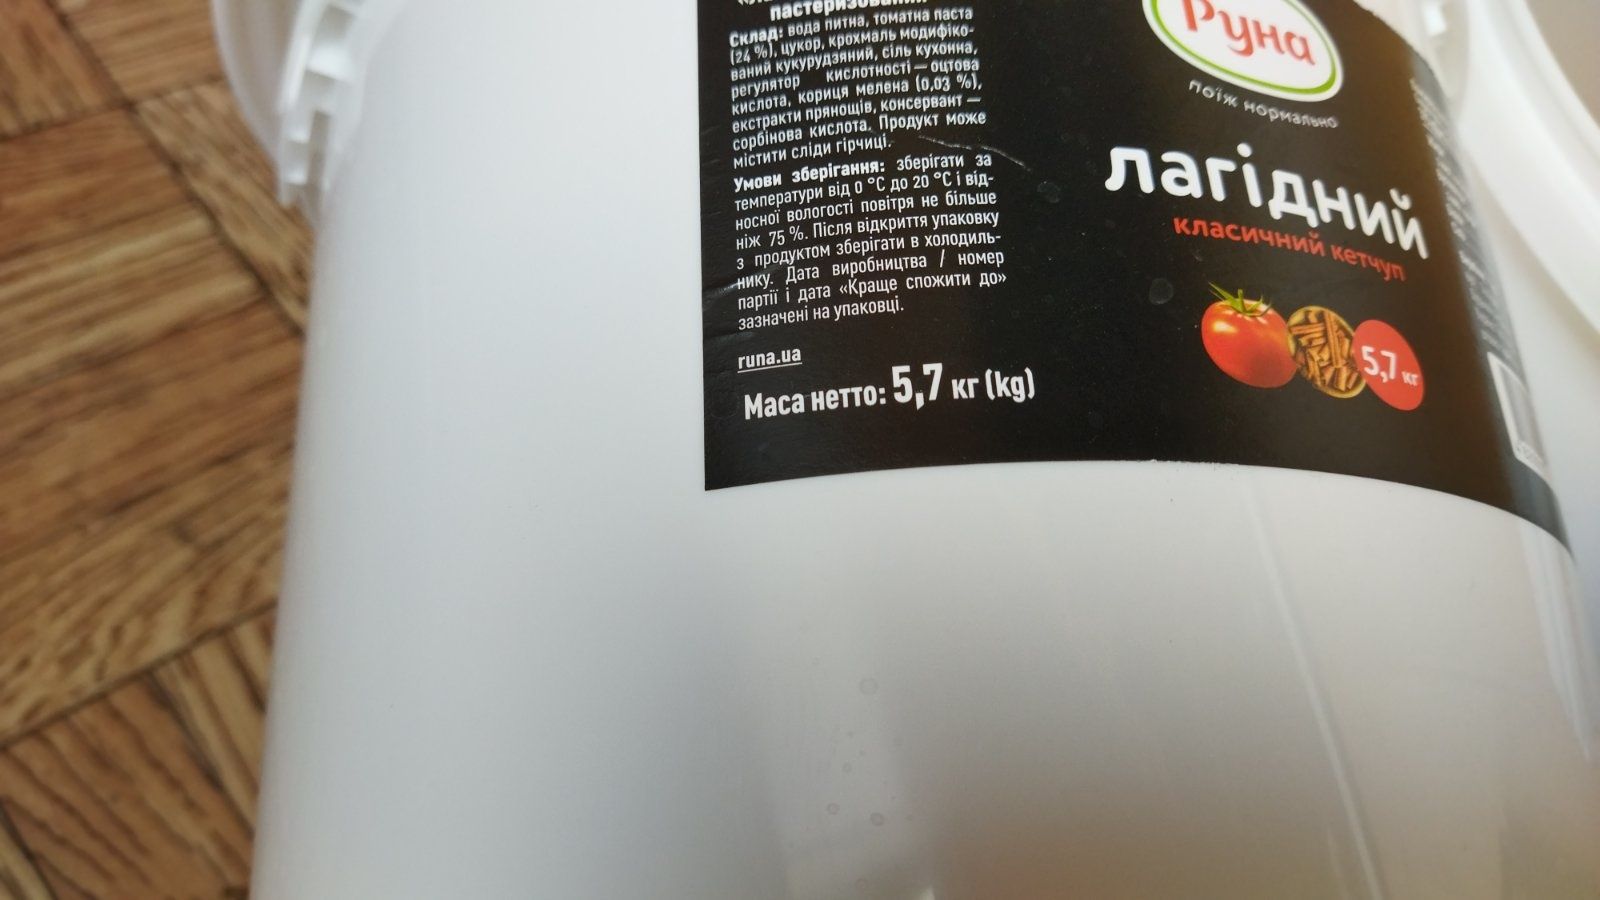 пастеризований
Склад: вода питна, томатна паста
(24 %), цукор, крохмаль модифіко-
ваний кукурудзяний, сіль кухонна,
регулятор кислотності — оцтова
кислота, кориця мелена (0,03 %),
екстракти прянощів, консервант —
сорбінова кислота. Продукт може
містити сліди гірчиці.
Умови зберігання: зберігати за
температури від 0 °C до 20 °C і від-
носної вологості повітря не більше
ніж 75 %. Після відкриття упаковку
з продуктом зберігати в холодиль-
нику. Дата виробництва / номер
партії і дата «Краще спожити до»
зазначені на упаковці.
runa.ua
Маса нетто: 5,7 кг (kg)
Руна
поїж нормально
лагідний
класичний кетчуп
5,7 кг